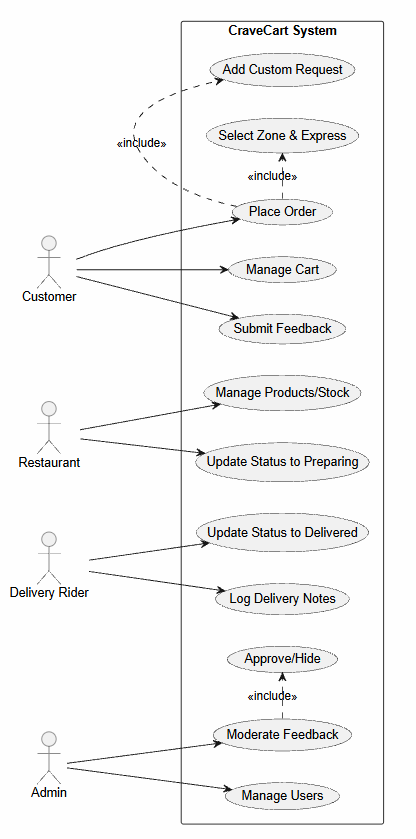 CraveCart System
Add Custom Request
«include»
Select Zone & Express
«include»
Place Order
Customer
Manage Cart
Submit Feedback
Manage Products/Stock
Restaurant
Update Status to Preparing
Update Status to Delivered
Delivery Rider
Log Delivery Notes
Approve/Hide
«include»
Moderate Feedback
Admin
Manage Users